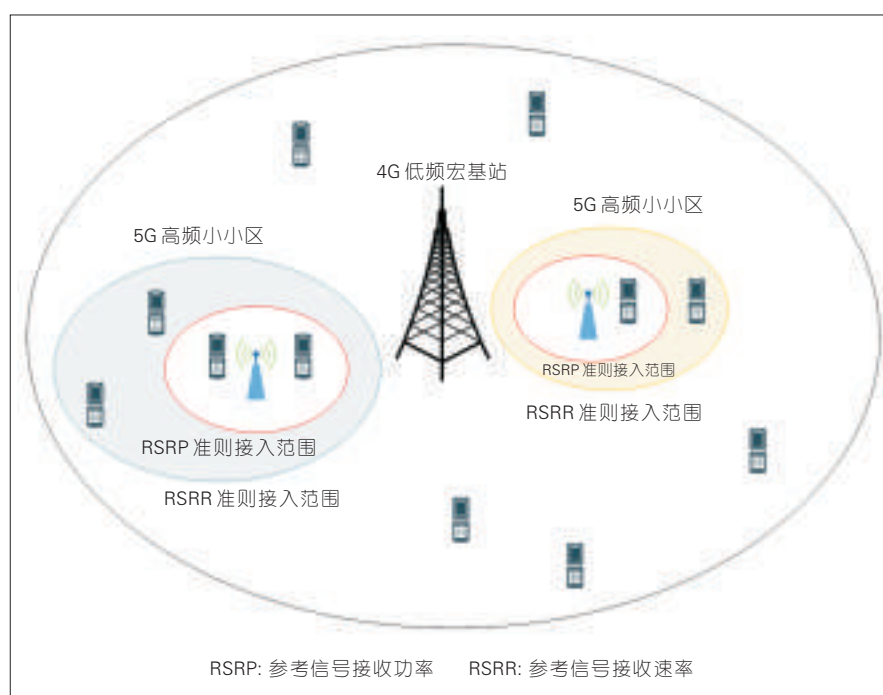 4G 低频宏基站
5G 高频小小区
5G 高频小小区
RSRP 准则接入范围
RSRR 准则接入范围
RSRP 准则接入范围
RSRR 准则接入范围
RSRP: 参考信号接收功率 RSRR: 参考信号接收速率